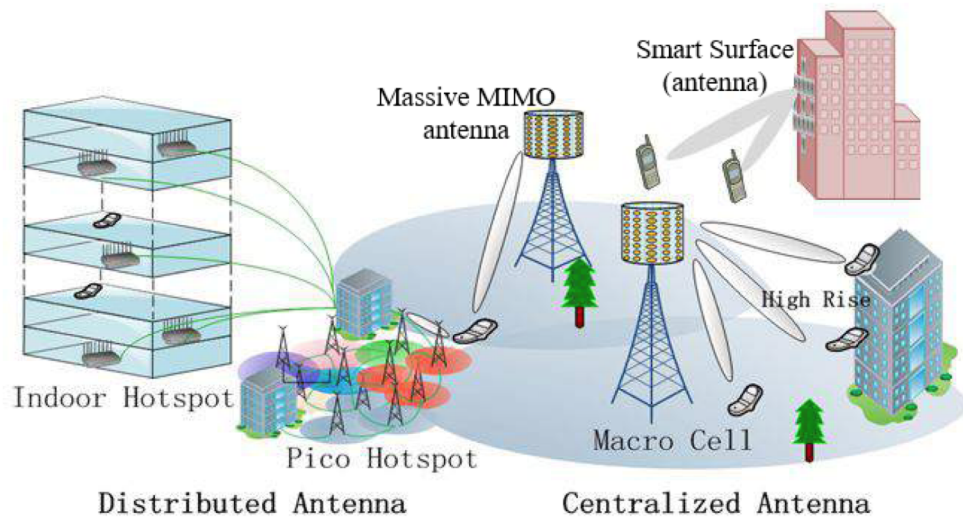 Smart Surface
(antenna)
Massive MIMO
antenna
High Rise
Indoor Hotspot
Macro Cell
Pico Hotspot
Distributed Antenna
Centralized Antenna